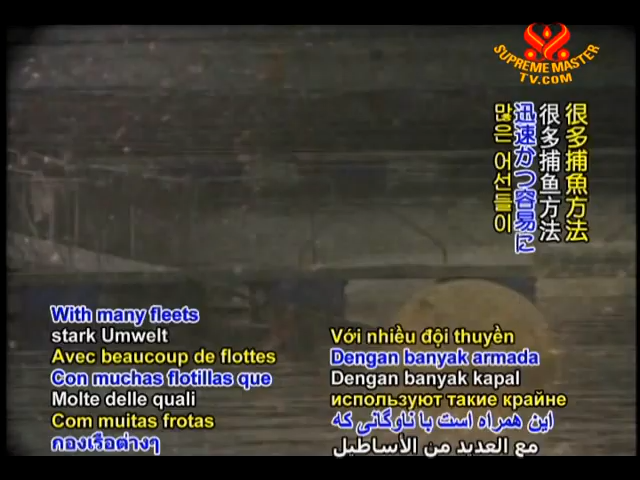 SUPREME MASTER
TV.COM
很多捕魚方法
很多捕鱼方法
迅速かつ容易に
많은 어선들이
With many fleets
stark Umwelt
Avec beaucoup de flottes
Con muchas flotillas que
Molte delle quali
Com muitas frotas
กองเรือต่างๆ
Với nhiều đội thuyền
Dengan banyak armada
Dengan banyak kapal
используют такие крайне
این همراه است با ناوگانی که
مع العديد من الأساطيل